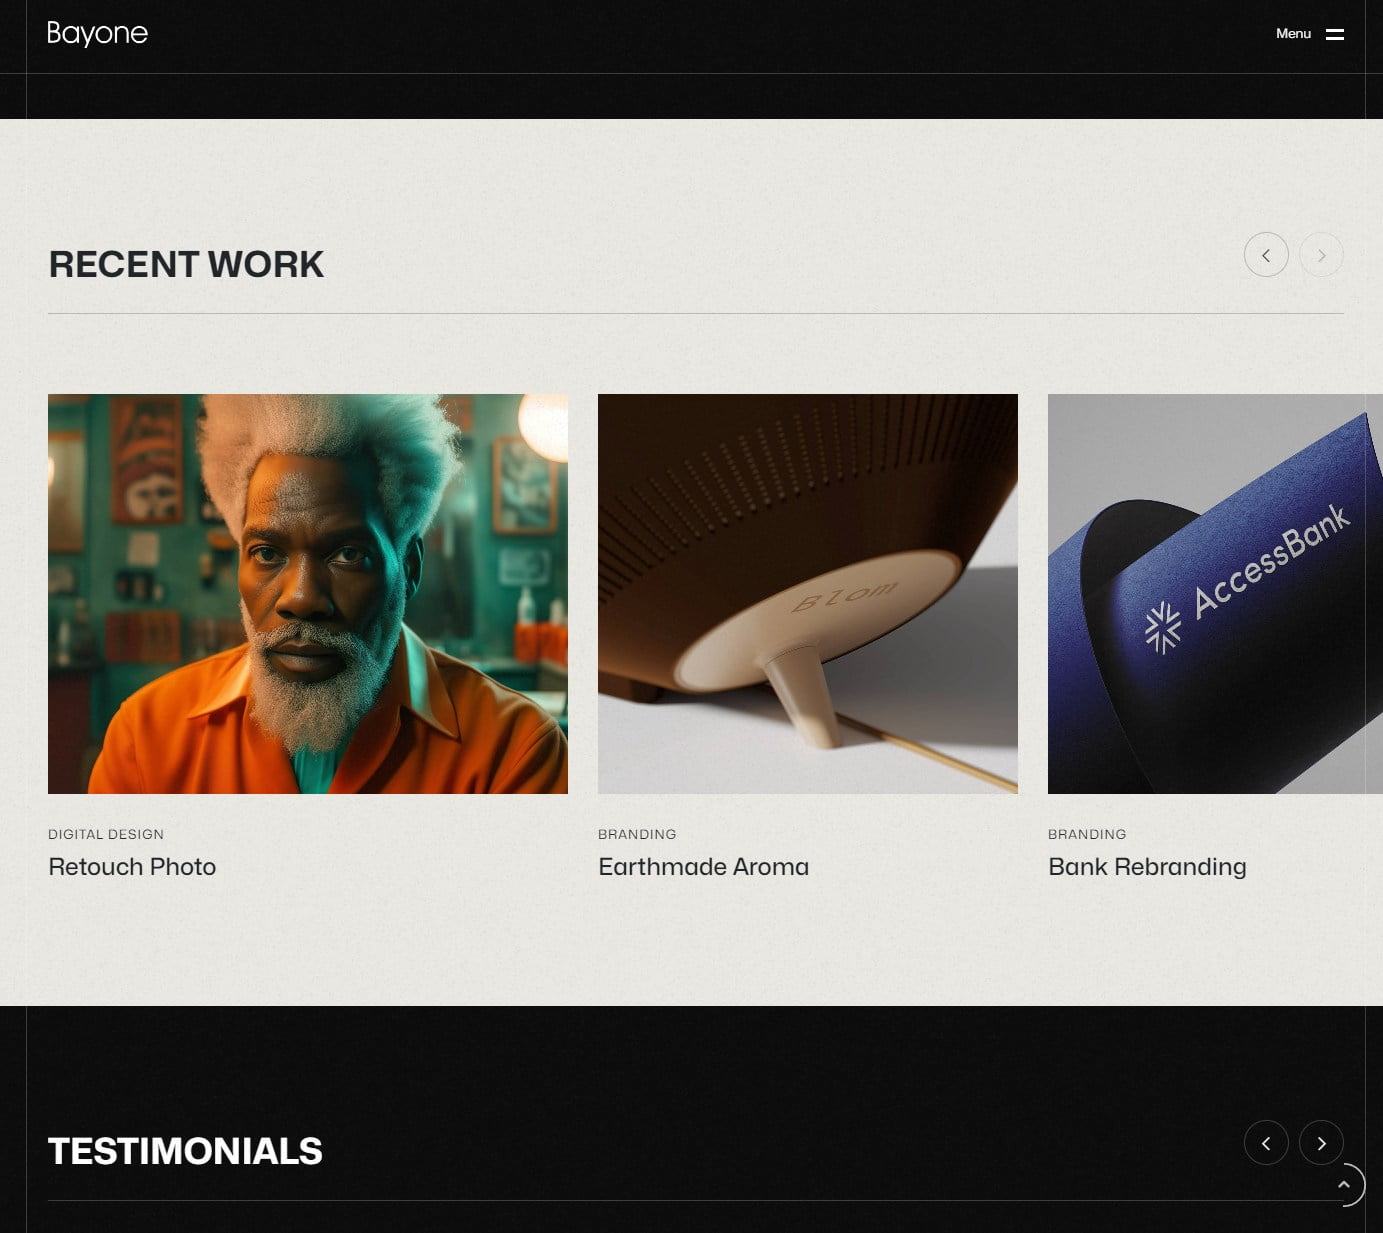 Bayone
Menu
RECENT WORK
Blom
AccessBank
DIGITAL DESIGN
Retouch Photo
BRANDING
Earthmade Aroma
BRANDING
Bank Rebranding
TESTIMONIALS